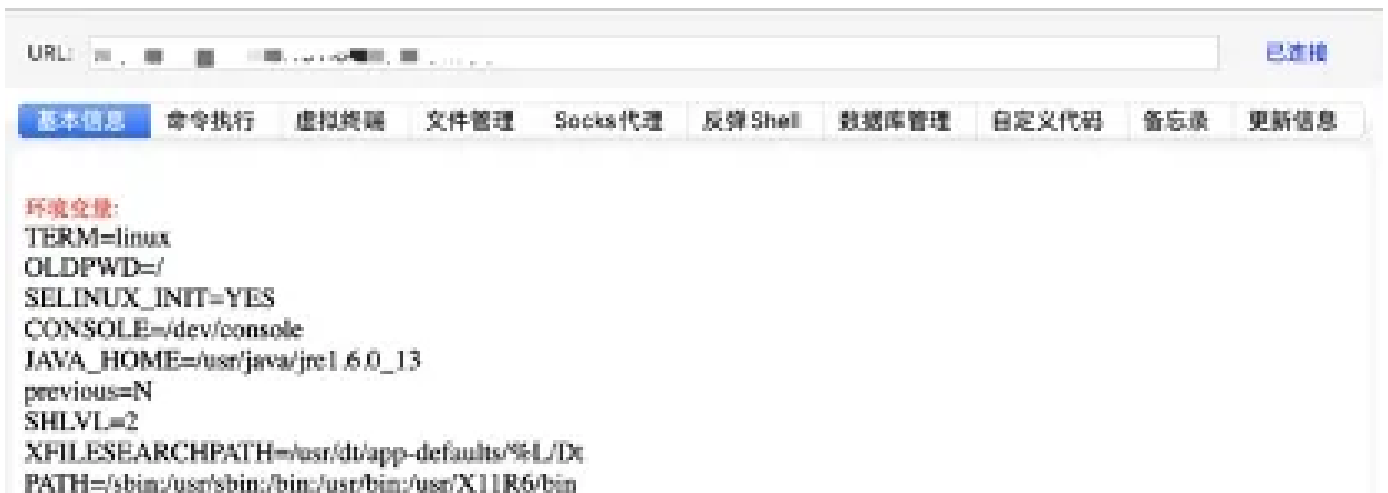 URL:
已连接
基本信息 命令执行 虚拟终端 文件管理 Socks代理 反弹Shell 数据库管理 自定义代码 备忘录 更新信息
环境变量:
TERM=linux
OLDPWD=/
SELINUX_INIT=YES
CONSOLE=/dev/console
JAVA_HOME=/usr/java/jre1.6.0_13
previous=N
SHLVL=2
XFILESEARCHPATH=/usr/dt/app-defaults/%L/Dt
PATH=/sbin:/usr/sbin:/bin:/usr/bin:/usr/X11R6/bin